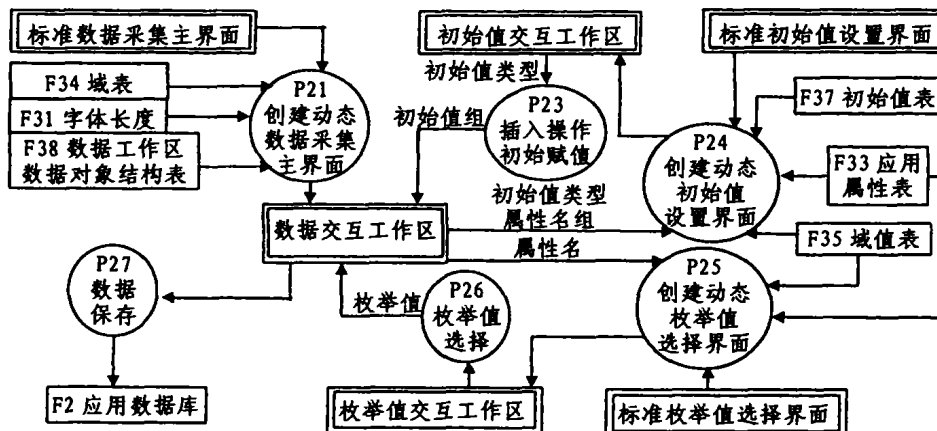 标准数据采集主界面
初始值交互工作区
标准初始值设置界面
F34 域表
F31 字体长度
F38 数据工作区
数据对象结构表
P21
创建动态
数据采集
主界面
初始值类型
P23
插入操作
初始赋值
初始值组
P24
创建动态
初始值
设置界面
F37 初始值表
F33 应用
属性表
F35 域值表
数据交互工作区
初始值类型
属性名组
属性名
P27
数据
保存
枚举值
P26
枚举值
选择
P25
创建动态
枚举值
选择界面
F2 应用数据库
枚举值交互工作区
标准枚举值选择界面